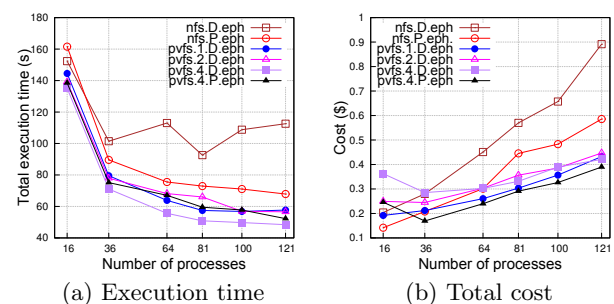 180
160
140
120
100
80
60
40
16
36
64
81
100
121
Total execution time (s)
Number of processes
nfs.D.eph
nfs.P.eph
pvfs.1.D.eph
pvfs.2.D.eph
pvfs.4.D.eph
pvfs.4.P.eph
(a) Execution time
1
0.9
0.8
0.7
0.6
0.5
0.4
0.3
0.2
0.1
16
36
64
81
100
121
Cost ($)
Number of processes
nfs.D.eph
nfs.P.eph
pvfs.1.D.eph
pvfs.2.D.eph
pvfs.4.D.eph
pvfs.4.P.eph
(b) Total cost